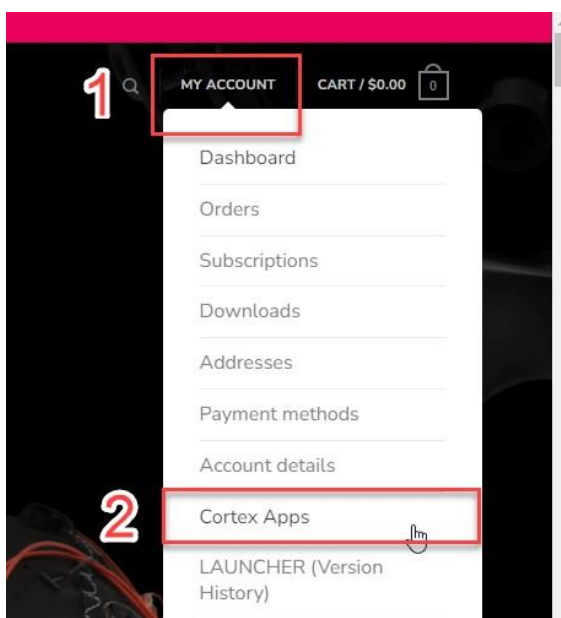 1
MY ACCOUNT
CART / $0.00
0
Dashboard
Orders
Subscriptions
Downloads
Addresses
Payment methods
Account details
2
Cortex Apps
LAUNCHER (Version
History)